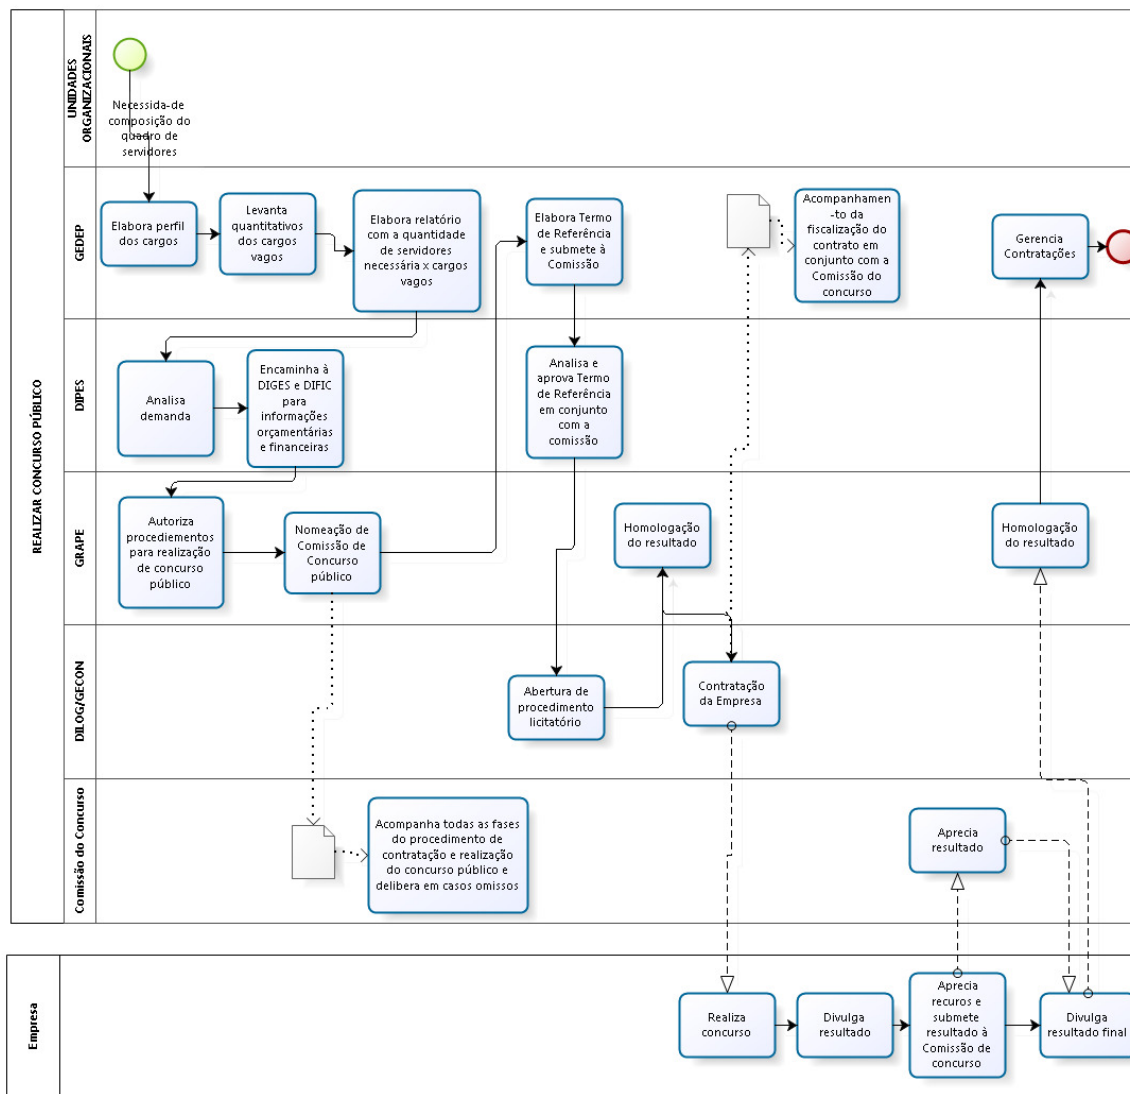 REALIZAR CONCURSO PÚBLICO
UNIDADES
ORGANIZACIONAIS
Necessida-de
composição do
quadro de
servidores
GEDEP
Elabora perfil
dos cargos
Levanta
quantitativos
dos cargos
vagos
Elabora relatório
com a quantidade
de servidores
necessária x cargos
vagos
Elabora Termo
de Referência
e submete à
Comissão
Acompanhamen
-to da
fiscalização do
contrato em
conjunto com a
Comissão do
concurso
Gerencia
Contratações
DIPES
Analisa
demanda
Encaminha à
DIGES e DIFIC
para
informações
orçamentárias
e financeiras
Analisa e
aprova Termo
de Referência
em conjunto
com a
comissão
GRAPE
Autoriza
procediementos
para realização
de concurso
público
Nomeação de
Comissão de
Concurso
público
Homologação
do resultado
Homologação
do resultado
DILOG/GECON
Abertura de
procedimento
licitatório
Contratação
da Empresa
Comissão do Concurso
Acompanha todas as fases
do procedimento de
contratação e realização
do concurso público e
delibera em casos omissos
Aprecia
resultado
Empresa
Realiza
concurso
Divulga
resultado
Aprecia
recuros e
submete
resultado à
Comissão de
concurso
Divulga
resultado final